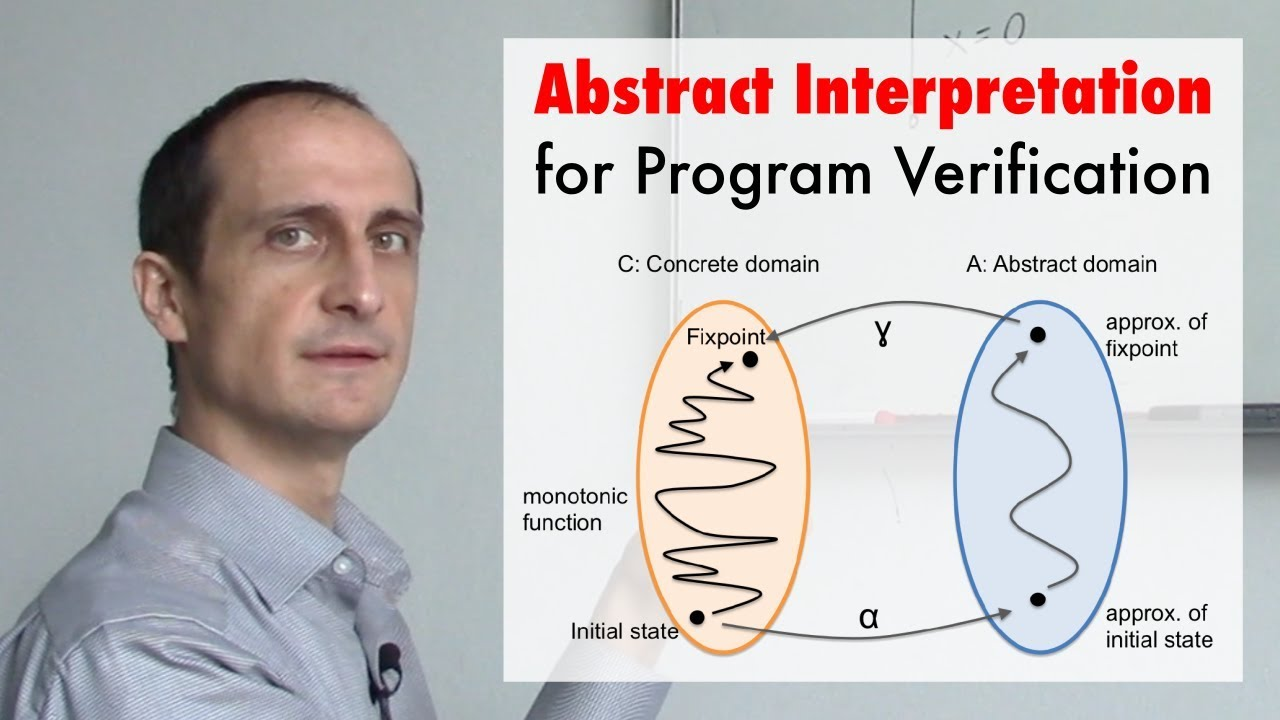 x = 0
Abstract Interpretation
for Program Verification
C: Concrete domain
A: Abstract domain
Fixpoint
ɣ
approx. of
fixpoint
monotonic
function
Initial state
α
approx. of
initial state